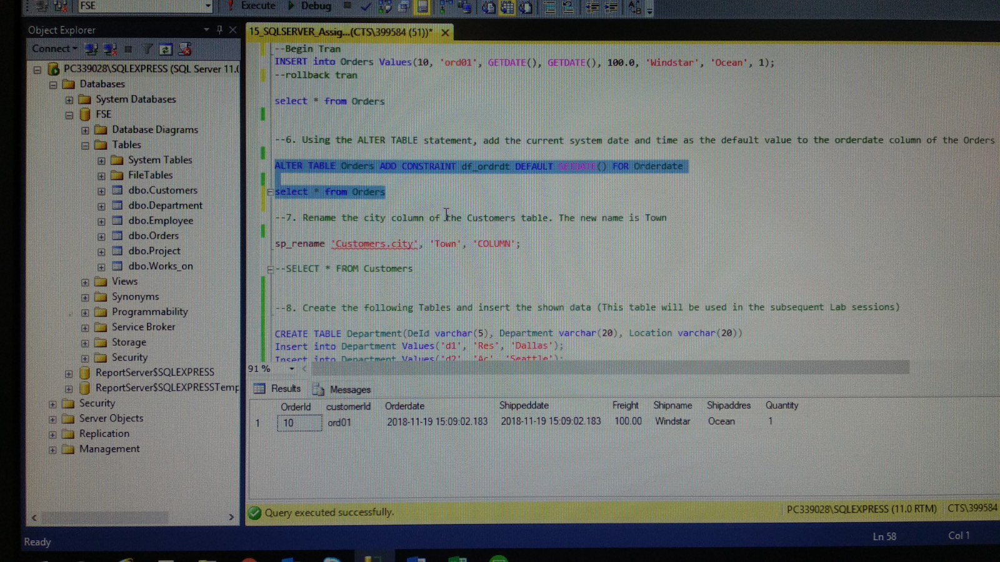 FSE
Execute
Debug
Object Explorer
Connect
PC339028\SQLEXPRESS (SQL Server 11.(
Databases
System Databases
FSE
Database Diagrams
Tables
System Tables
FileTables
dbo.Customers
dbo.Department
dbo.Employee
dbo.Orders
dbo.Project
dbo.Works_on
Views
Synonyms
Programmability
Service Broker
Storage
Security
ReportServer$SQLEXPRESS
ReportServer$SQLEXPRESSTemp
Security
Server Objects
Replication
Management
15_SQLSERVER_Assig...(CTS\399584 (51))*
--Begin Tran
INSERT into Orders Values(10, 'ord01', GETDATE(), GETDATE(), 100.0, 'Windstar', 'Ocean', 1);
--rollback tran
select * from Orders
--6. Using the ALTER TABLE statement, add the current system date and time as the default value to the orderdate column of the Orders
ALTER TABLE Orders ADD CONSTRAINT df_ordrdt DEFAULT GETDATE() FOR Orderdate
select * from Orders
--7. Rename the city column of the Customers table. The new name is Town
sp_rename 'Customers.city', 'Town', 'COLUMN';
--SELECT * FROM Customers
--8. Create the following Tables and insert the shown data (This table will be used in the subsequent Lab sessions)
CREATE TABLE Department(DeId varchar(5), Department varchar(20), Location varchar(20))
Insert into Department Values('d1', 'Res', 'Dallas');
Insert into Department Values('d2', 'Ac', 'Seattle');
91 %
Results Messages
OrderId customerId Orderdate Shippeddate Freight Shipname Shipaddres Quantity
1 10 ord01 2018-11-19 15:09:02.183 2018-11-19 15:09:02.183 100.00 Windstar Ocean 1
Query executed successfully.
PC339028\SQLEXPRESS (11.0 RTM) CTS\399584
Ready
Ln 58
Col 1